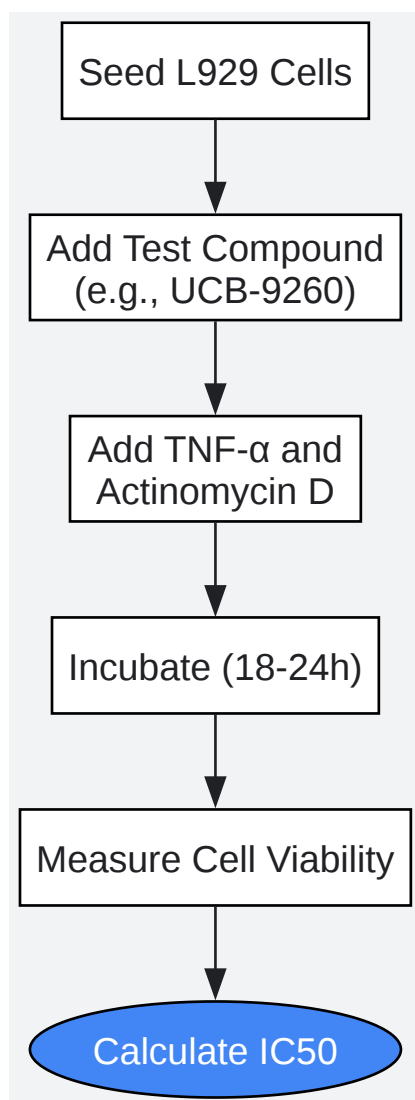 Seed L929 Cells
Add Test Compound
(e.g., UCB-9260)
Add TNF-α and
Actinomycin D
Incubate (18-24h)
Measure Cell Viability
Calculate IC50